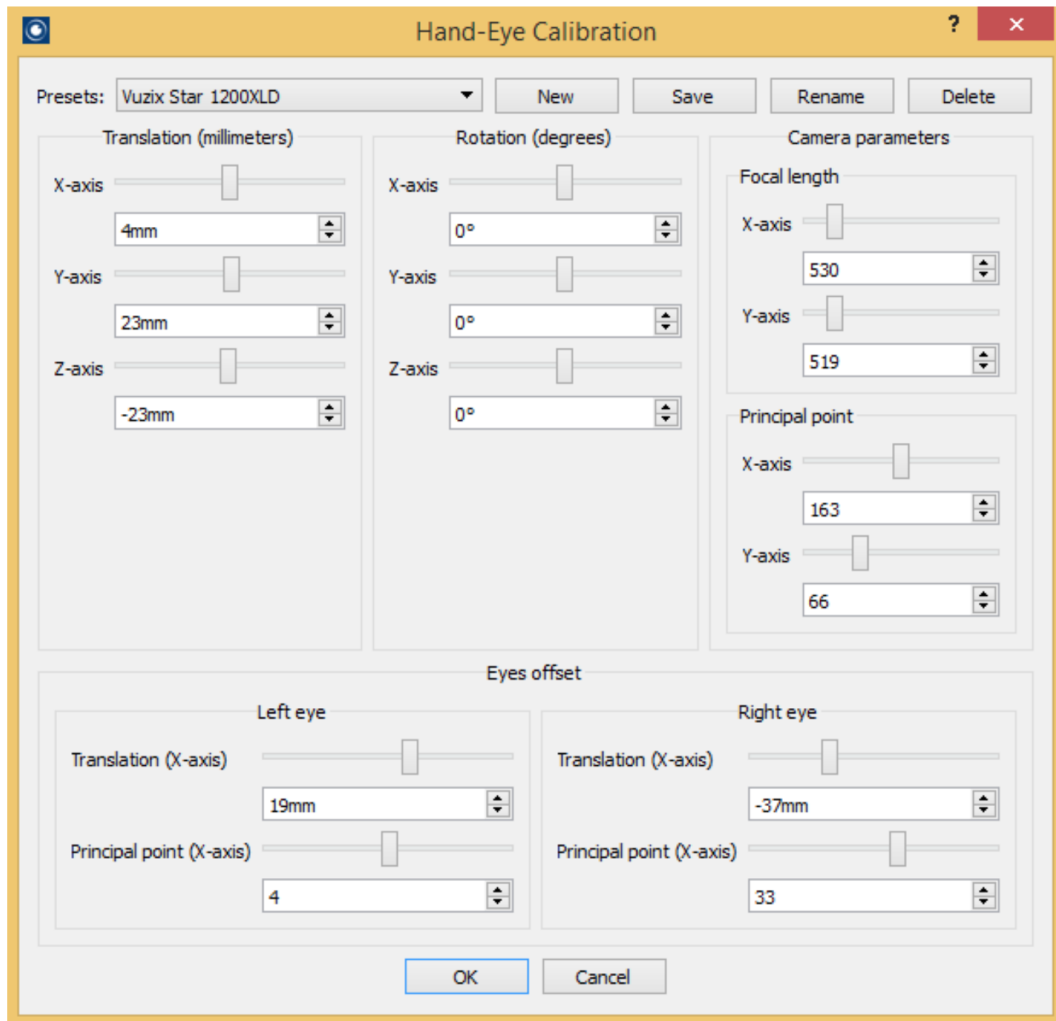 Hand-Eye Calibration ? ×
Presets: Vuzix Star 1200XLD New Save Rename Delete
Translation (millimeters)
X-axis
4mm
Y-axis
23mm
Z-axis
-23mm
Rotation (degrees)
X-axis
0°
Y-axis
0°
Z-axis
0°
Camera parameters
Focal length
X-axis
530
Y-axis
519
Principal point
X-axis
163
Y-axis
66
Eyes offset
Left eye
Translation (X-axis)
19mm
Principal point (X-axis)
4
Right eye
Translation (X-axis)
-37mm
Principal point (X-axis)
33
OK Cancel